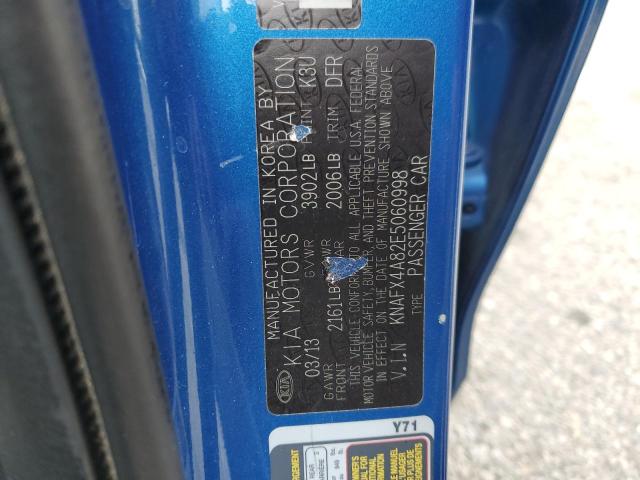 MANUFACTURED IN KOREA BY
KIA MOTORS CORPORATION
03/13 GVWR 3902LB K3U
GAWR TRIM DFR
FRONT 2161LB 2006LB
THIS VEHICLE CONFORMS TO ALL APPLICABLE U.S.A. FEDERAL
MOTOR VEHICLE SAFETY, BUMPER, AND THEFT PREVENTION STANDARDS
IN EFFECT ON THE DATE OF MANUFACTURE SHOWN ABOVE
V.I.N KNAFX4A82E5060998
TYPE PASSENGER CAR
KIA
Y71